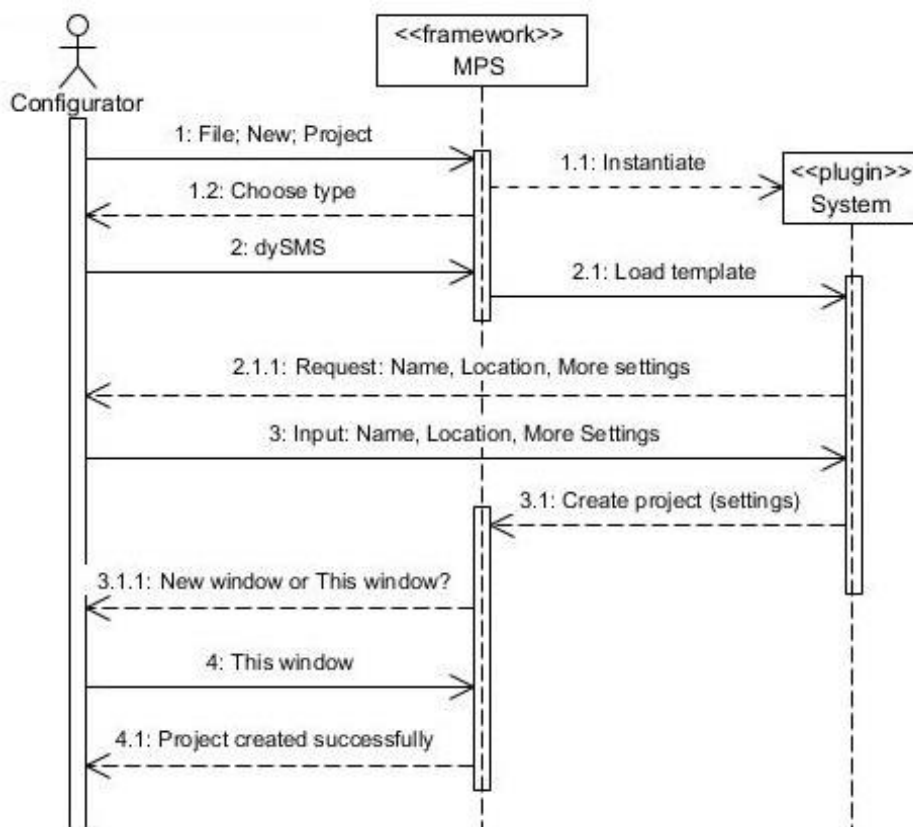 <<framework>>
MPS
Configurator
1: File; New; Project
1.1: Instantiate
<<plugin>>
System
1.2: Choose type
2: dySMS
2.1: Load template
2.1.1: Request: Name, Location, More settings
3: Input: Name, Location, More Settings
3.1: Create project (settings)
3.1.1: New window or This window?
4: This window
4.1: Project created successfully